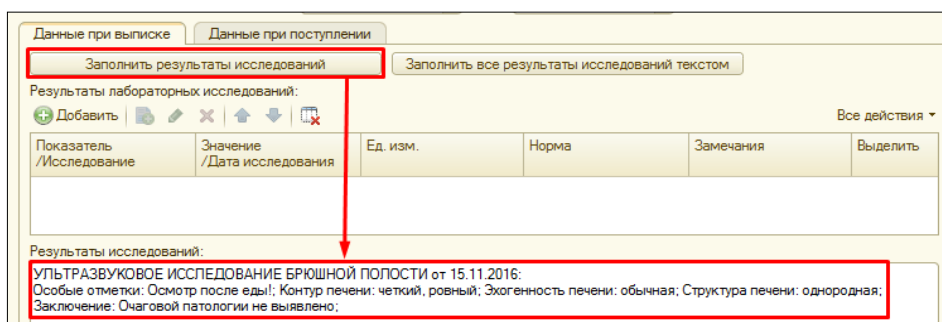 Данные при выписке Данные при поступлении
Заполнить результаты исследований Заполнить все результаты исследований текстом
Результаты лабораторных исследований:
Добавить Все действия
Показатель /Исследование Значение /Дата исследования Ед. изм. Норма Замечания Выделить
Результаты исследований:
УЛЬТРАЗВУКОВОЕ ИССЛЕДОВАНИЕ БРЮШНОЙ ПОЛОСТИ от 15.11.2016:
Особые отметки: Осмотр после еды!; Контур печени: четкий, ровный; Эхогенность печени: обычная; Структура печени: однородная;
Заключение: Очаговой патологии не выявлено;